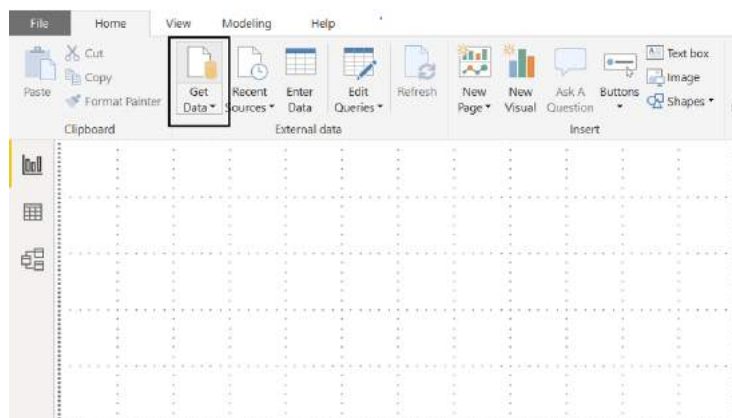 File Home View Modeling Help
Cut
Copy
Format Painter
Paste
Get Data
Recent Sources
Enter Data
Edit Queries
Refresh
New Page
New Visual
Ask A Question
Buttons
Text box
Image
Shapes
Clipboard External data Insert